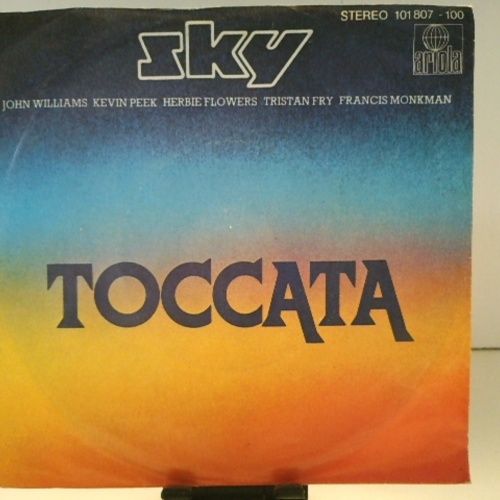 STEREO 101 807 - 100
sky
ariola
JOHN WILLIAMS KEVIN PEEK HERBIE FLOWERS TRISTAN FRY FRANCIS MONKMAN
TOCCATA